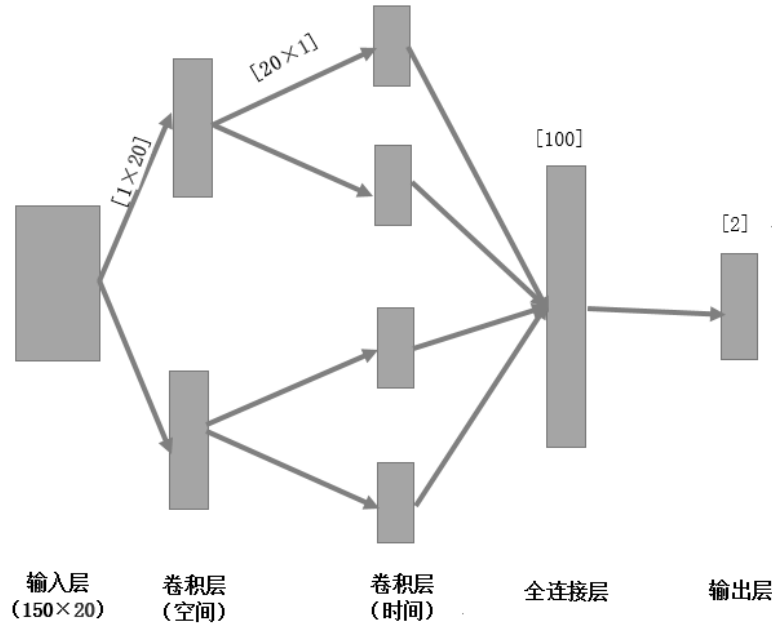 [20×1]
[1×20]
[100]
[2]
输入层
(150×20)
卷积层
(空间)
卷积层
(时间)
全连接层
输出层